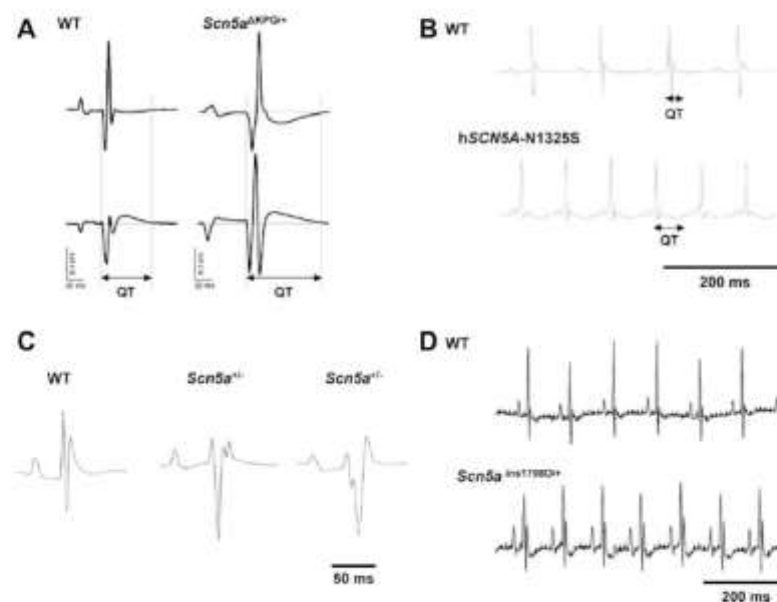 A WT Scn5aΔKPQ/+
QT QT
B WT
QT
hSCN5A-N1325S
QT
200 ms
C
WT Scn5a+/- Scn5a+/-
50 ms
D WT
Scn5a
200 ms